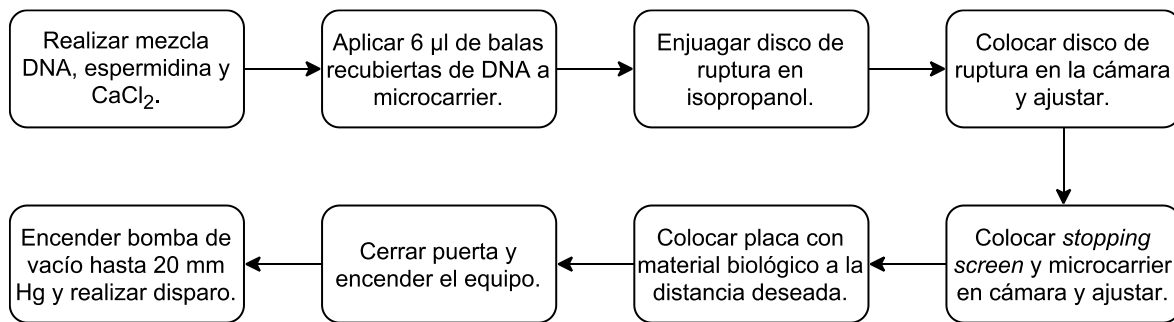 Realizar mezcla
DNA, espermidina y
CaCl2.
Aplicar 6 µl de balas
recubiertas de DNA a
microcarrier.
Enjuagar disco de
ruptura en
isopropanol.
Colocar disco de
ruptura en la cámara
y ajustar.
Colocar stopping
screen y microcarrier
en cámara y ajustar.
Colocar placa con
material biológico a la
distancia deseada.
Cerrar puerta y
encender el equipo.
Encender bomba de
vacío hasta 20 mm
Hg y realizar disparo.